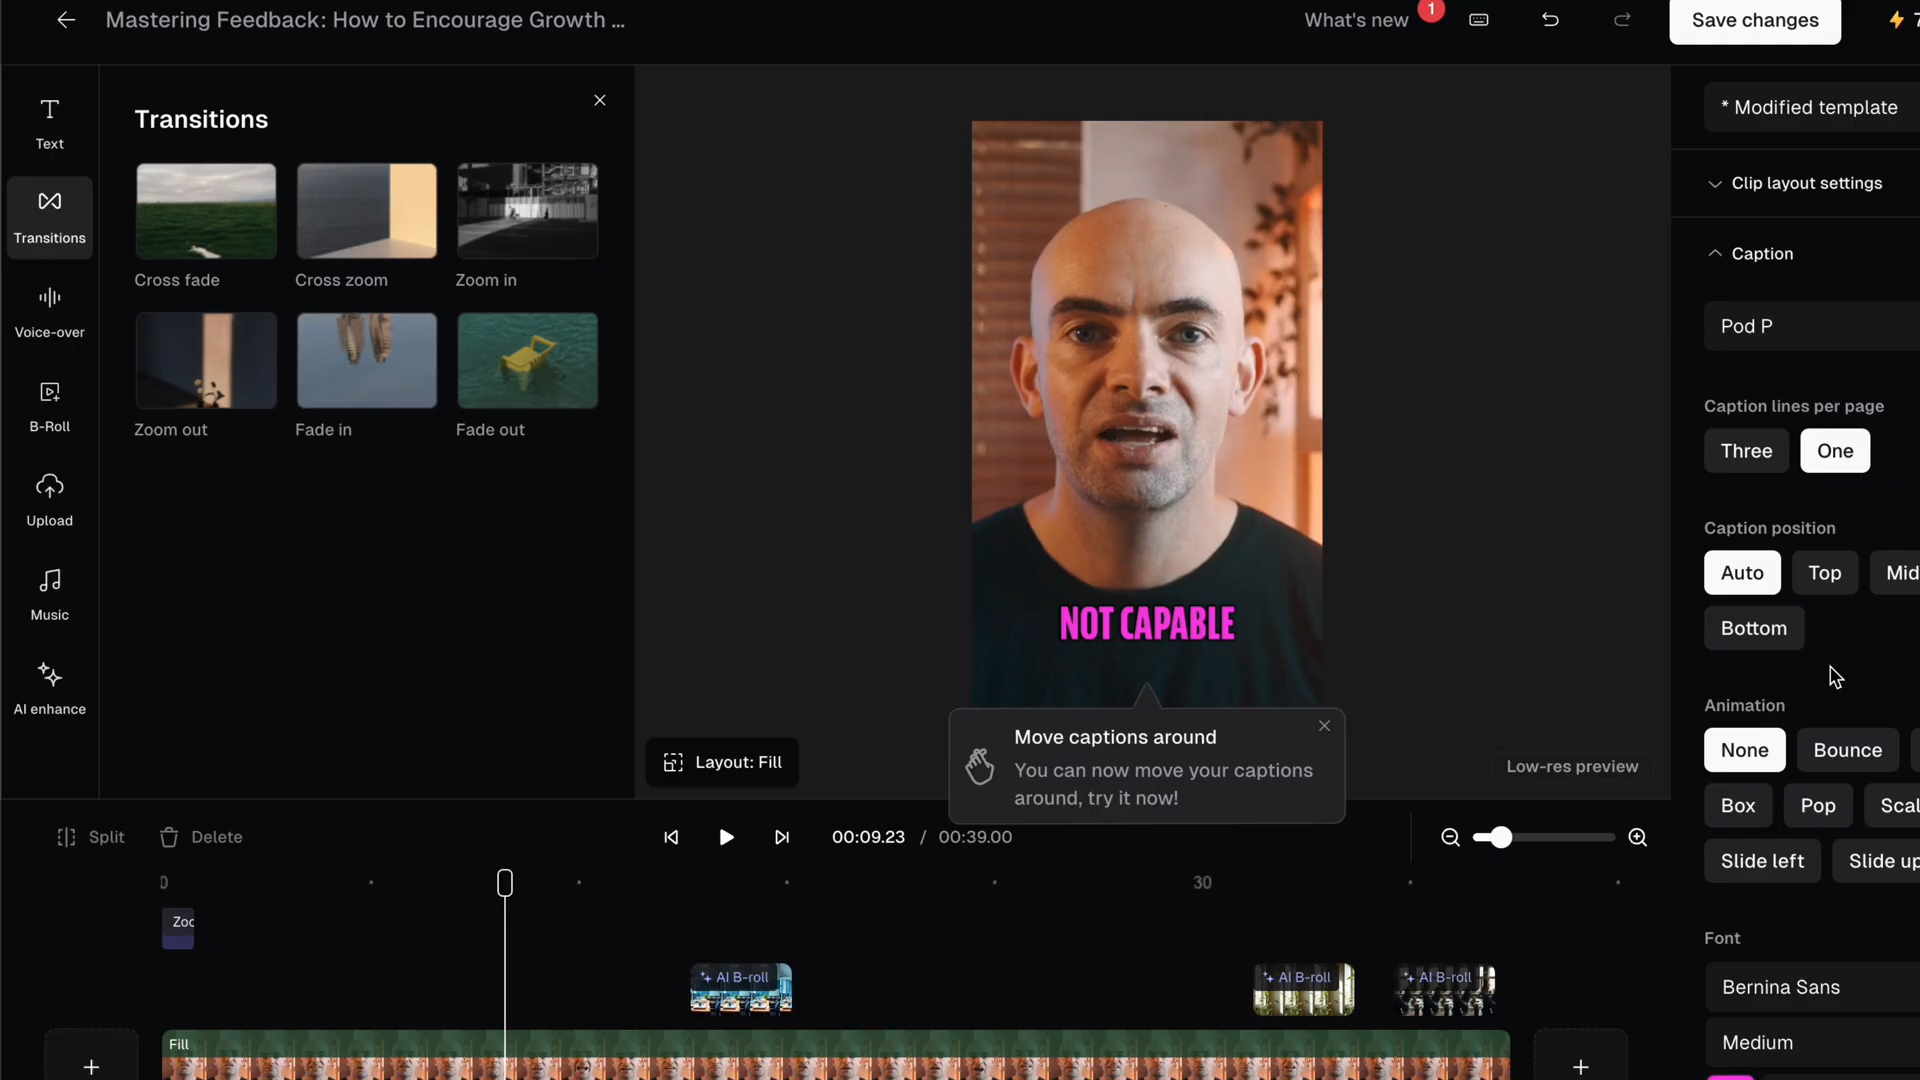 Mastering Feedback: How to Encourage Growth ...
What's new
1
Save changes
7
Text
Transitions
Voice-over
B-Roll
Upload
Music
AI enhance
Transitions
Cross fade
Cross zoom
Zoom in
Zoom out
Fade in
Fade out
NOT CAPABLE
Move captions around
You can now move your captions
around, try it now!
Layout: Fill
Low-res preview
* Modified template
Clip layout settings
Caption
Pod P
Caption lines per page
Three
One
Caption position
Auto
Top
Mid
Bottom
Animation
None
Bounce
Box
Pop
Scal
Slide left
Slide up
Font
Bernina Sans
Medium
Split
Delete
00:09.23 / 00:39.00
0
30
Zoo
AI B-roll
AI B-roll
AI B-roll
Fill